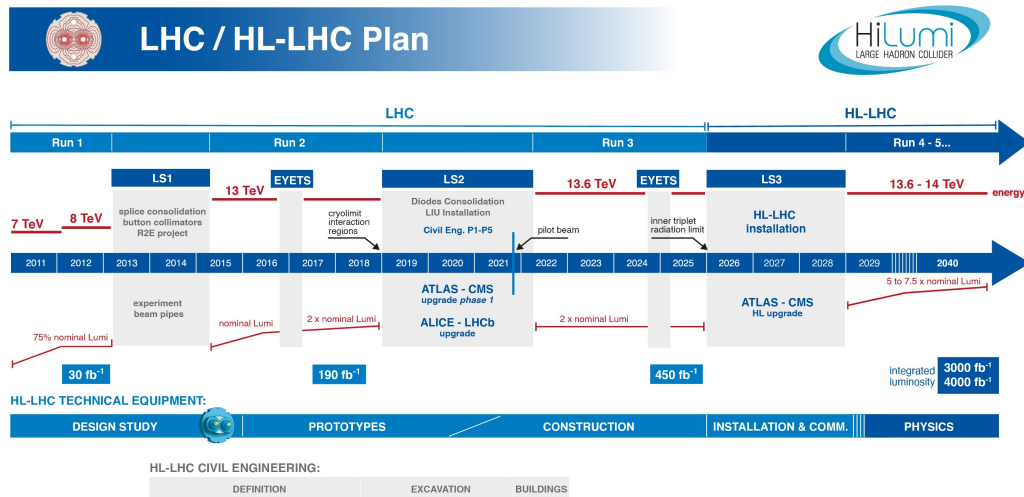 LHC / HL-LHC Plan
HiLumi
LARGE HADRON COLLIDER
LHC
HL-LHC
Run 1
Run 2
Run 3
Run 4 - 5...
LS1
EYETS
LS2
EYETS
LS3
13 TeV
13.6 TeV
13.6 - 14 TeV
energy
7 TeV
8 TeV
splice consolidation
button collimators
R2E project
cryolimit
interaction
regions
Diodes Consolidation
LIU Installation
Civil Eng. P1-P5
pilot beam
inner triplet
radiation limit
HL-LHC
installation
2011 2012 2013 2014 2015 2016 2017 2018 2019 2020 2021 2022 2023 2024 2025 2026 2027 2028 2029 2040
experiment
beam pipes
75% nominal Lumi
nominal Lumi
2 x nominal Lumi
ATLAS - CMS
upgrade phase 1
ALICE - LHCb
upgrade
2 x nominal Lumi
ATLAS - CMS
HL upgrade
5 to 7.5 x nominal Lumi
30 fb-1
190 fb-1
450 fb-1
integrated
luminosity
3000 fb-1
4000 fb-1
HL-LHC TECHNICAL EQUIPMENT:
DESIGN STUDY
PROTOTYPES
CONSTRUCTION
INSTALLATION & COMM.
PHYSICS
HL-LHC CIVIL ENGINEERING:
DEFINITION
EXCAVATION
BUILDINGS